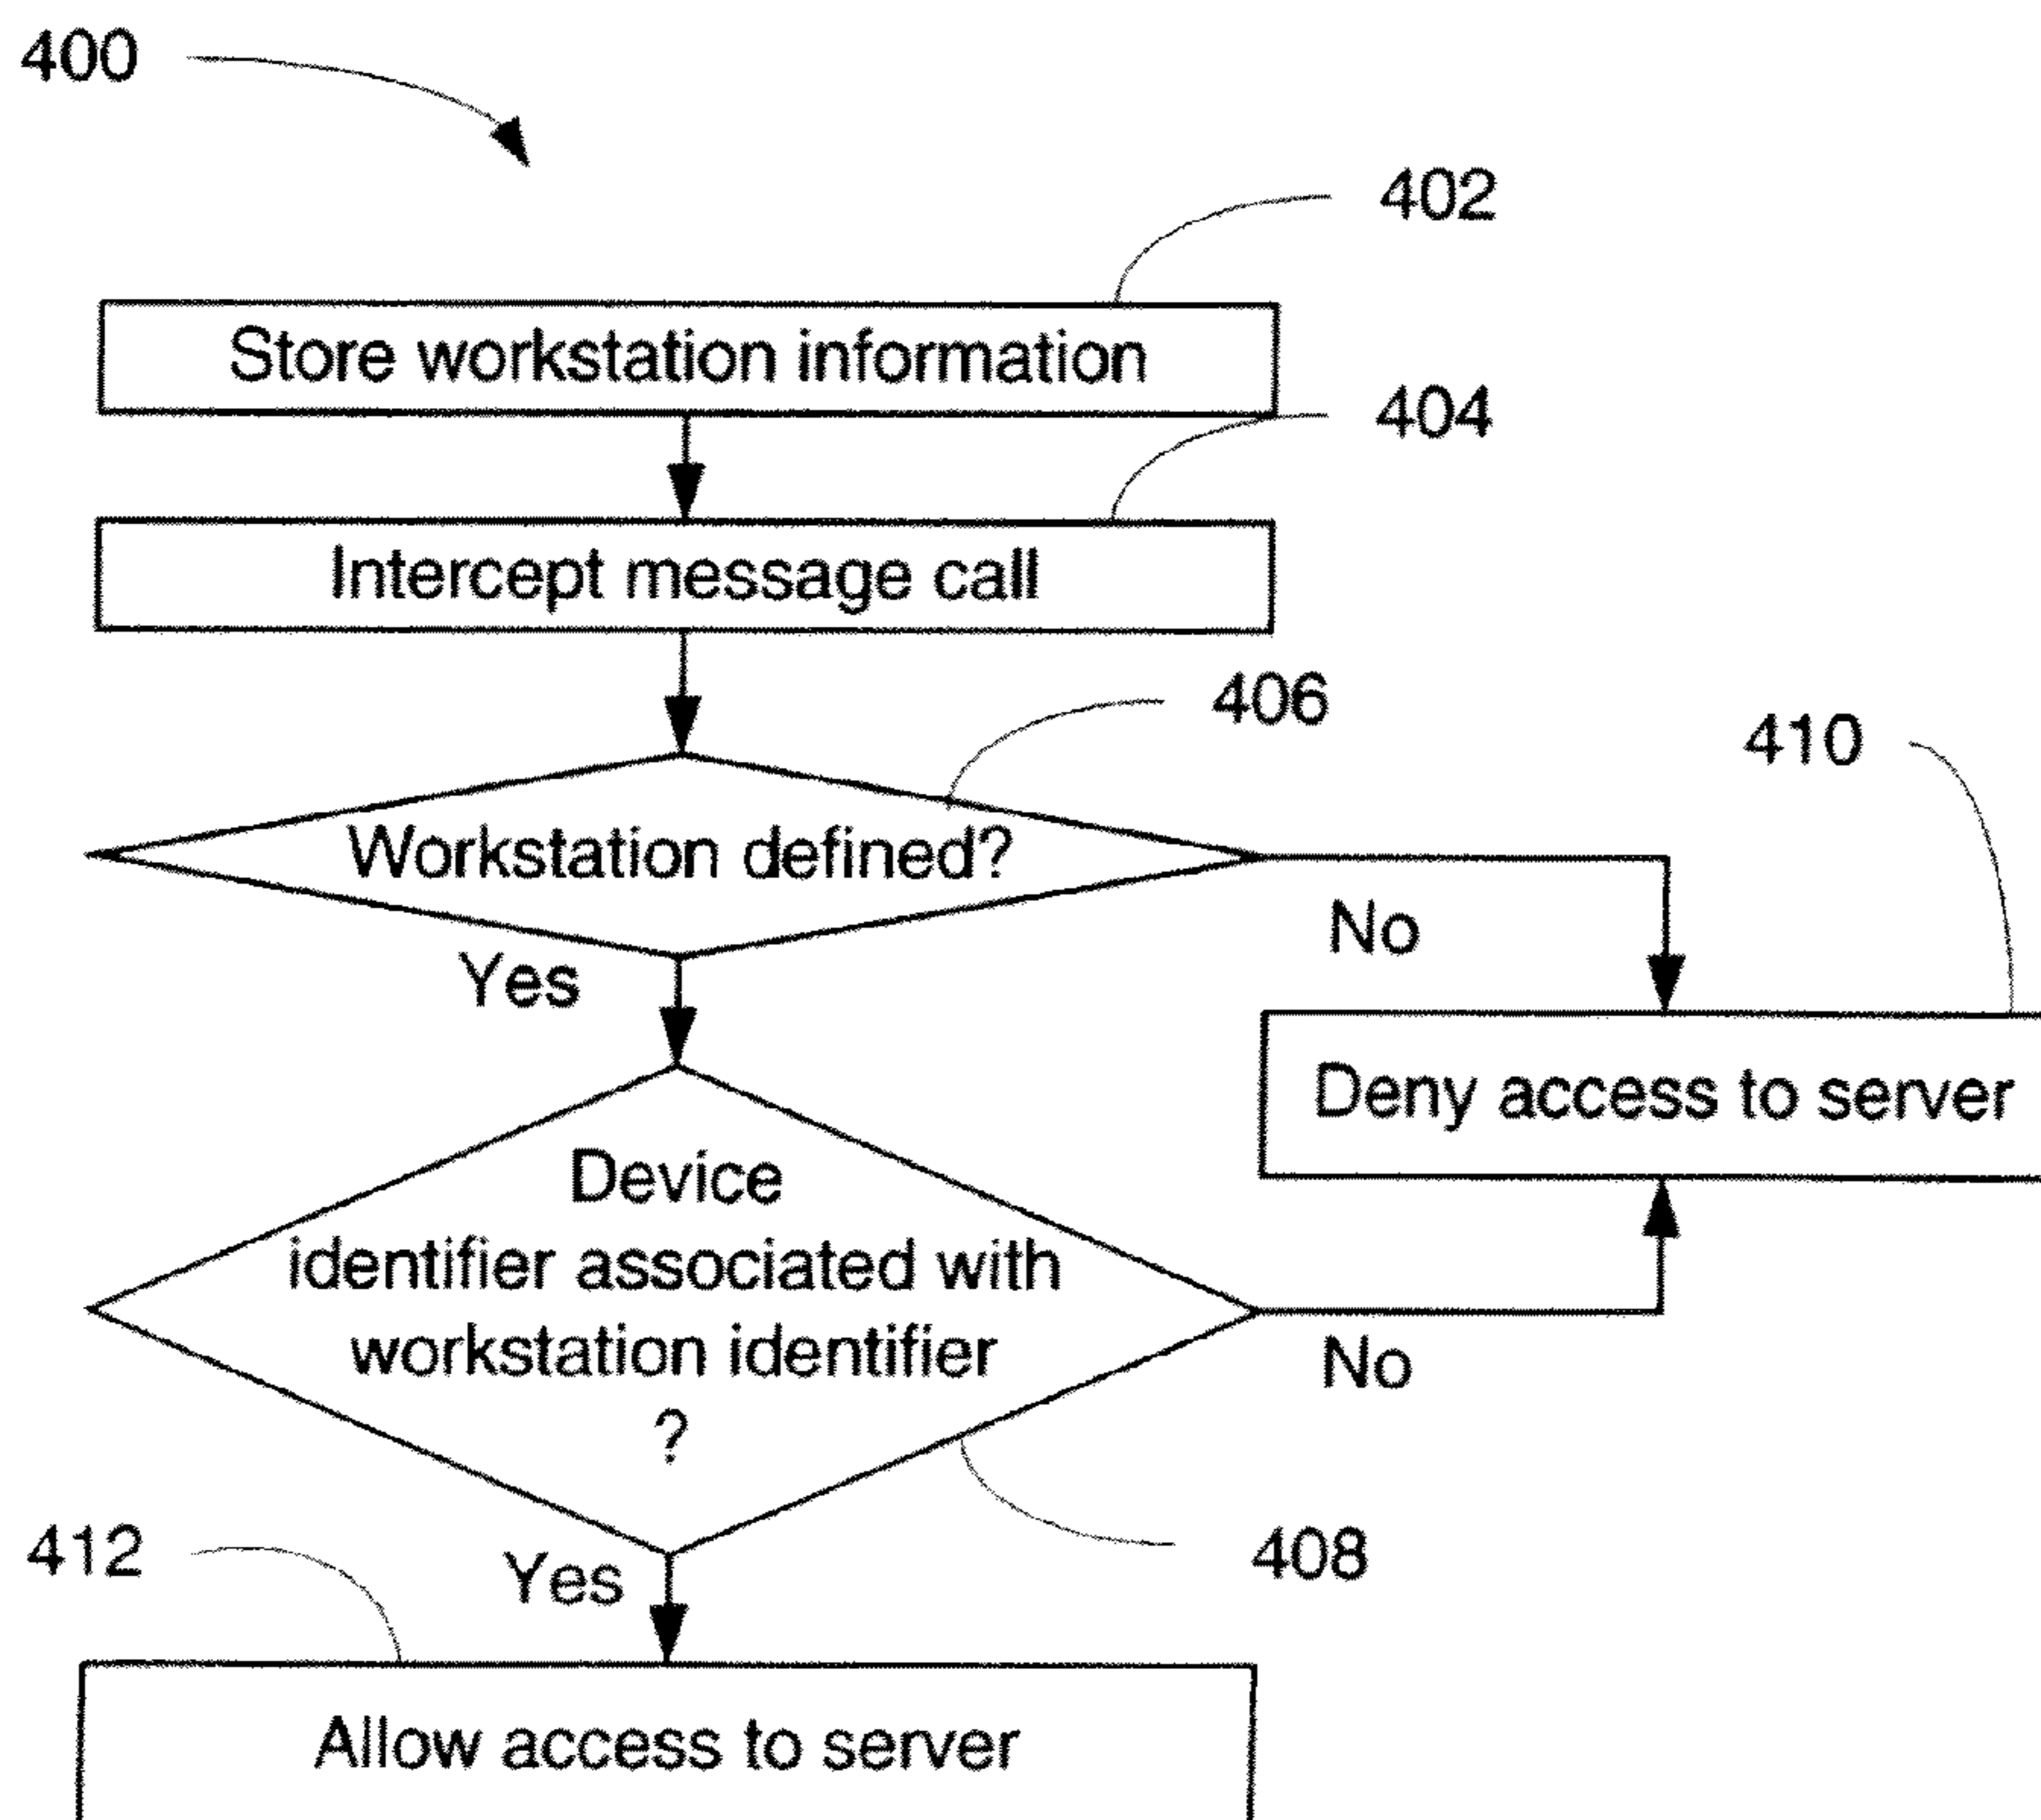 400
402
Store workstation information
404
Intercept message call
406
410
Workstation defined?
No
Yes
Deny access to server
Device
identifier associated with
workstation identifier
?
No
408
412
Yes
Allow access to server